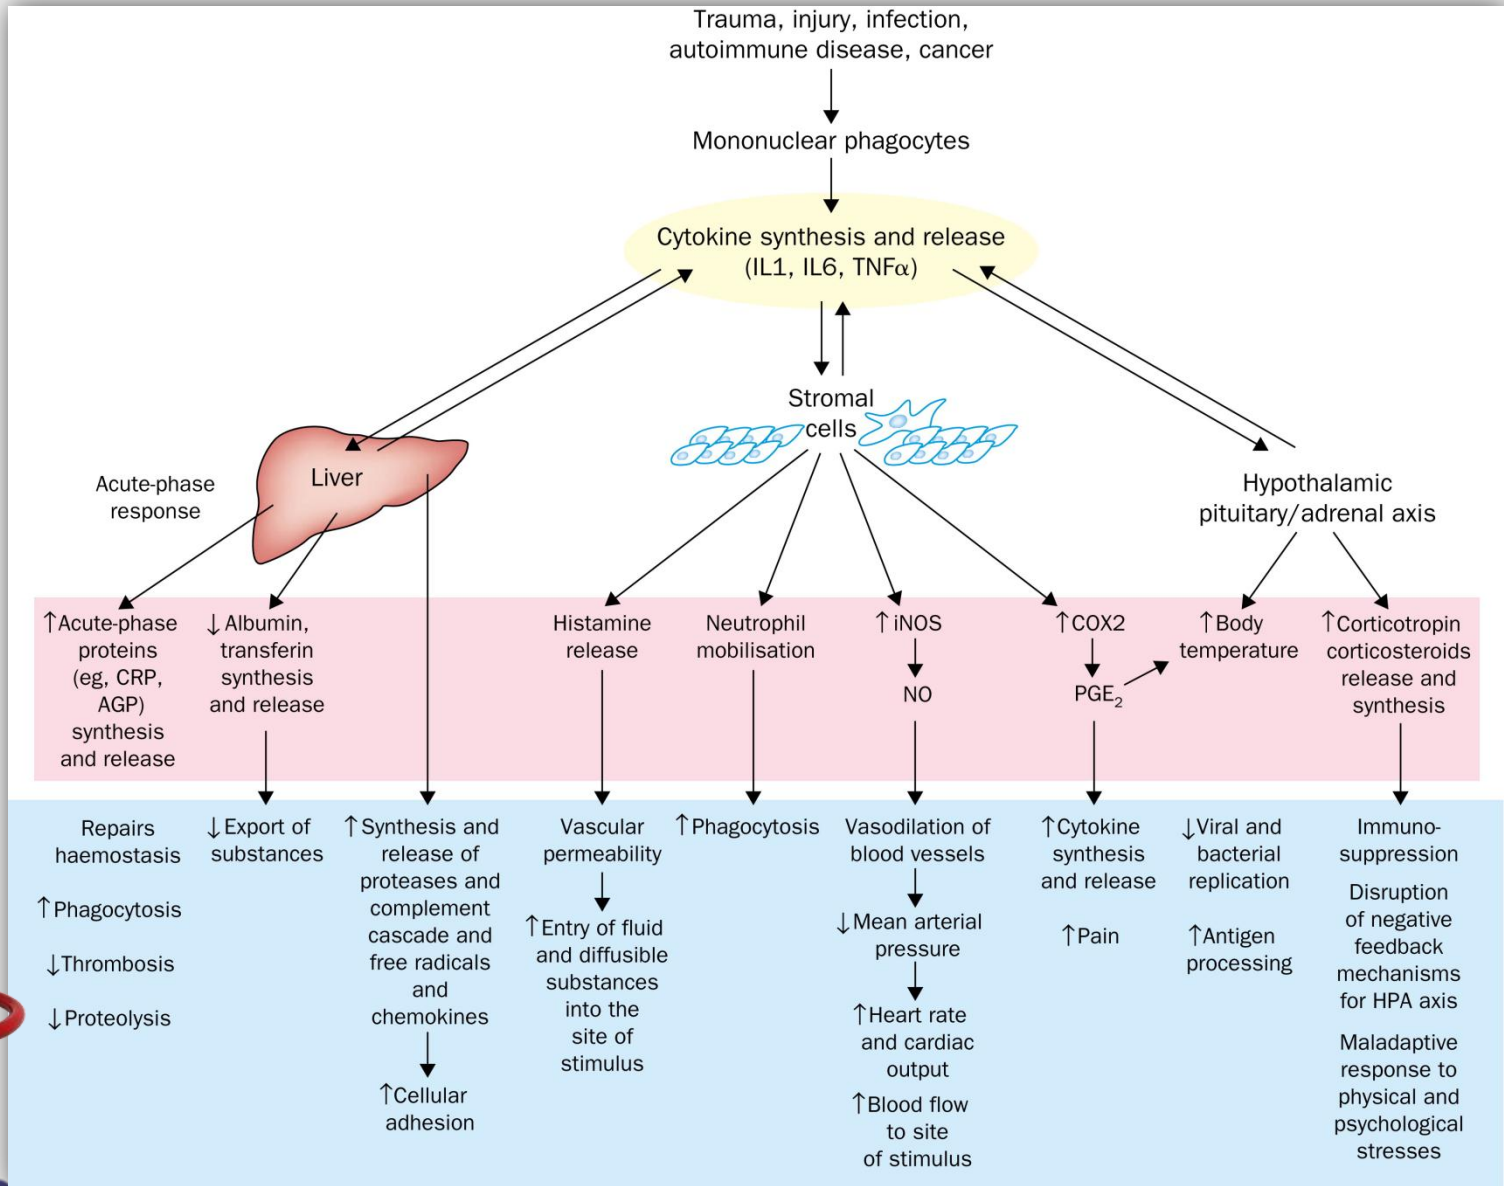 Trauma, injury, infection,
autoimmune disease, cancer
Mononuclear phagocytes
Cytokine synthesis and release
(IL1, IL6, TNFα)
Stromal
cells
Liver
Acute-phase
response
Hypothalamic
pituitary/adrenal axis
↑Acute-phase
proteins
(eg, CRP,
AGP)
synthesis
and release
↓Albumin,
transferin
synthesis
and release
Histamine
release
Neutrophil
mobilisation
↑iNOS
NO
↑COX2
PGE₂
↑Body
temperature
↑Corticotropin
corticosteroids
release and
synthesis
Repairs
haemostasis
↑Phagocytosis
↓Thrombosis
↓Proteolysis
↓Export of
substances
↑Synthesis and
release of
proteases and
complement
cascade and
free radicals
and
chemokines
↑Cellular
adhesion
Vascular
permeability
↑Entry of fluid
and diffusible
substances
into the
site of
stimulus
↑Phagocytosis
Vasodilation of
blood vessels
↓Mean arterial
pressure
↑Heart rate
and cardiac
output
↑Blood flow
to site
of stimulus
↑Cytokine
synthesis
and release
↑Pain
↓Viral and
bacterial
replication
↑Antigen
processing
Immuno-
suppression
Disruption
of negative
feedback
mechanisms
for HPA axis
Maladaptive
response to
physical and
psychological
stresses